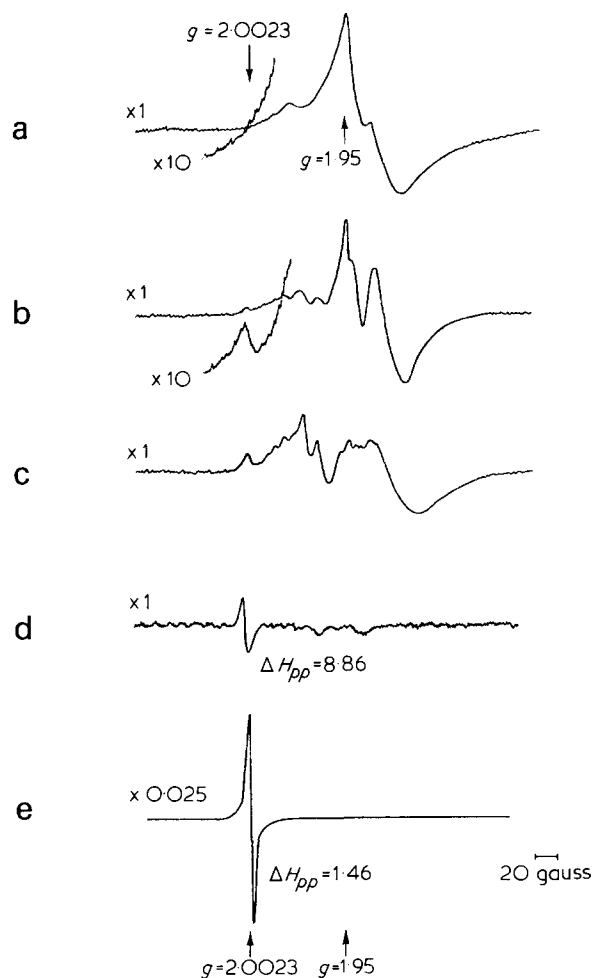 g = 2·0023
x1
a
x10
g = 1·95
x1
b
x10
x1
c
x1
d
ΔHpp = 8·86
x 0·025
e
ΔHpp = 1·46
20 gauss
g = 2·0023
g = 1·95